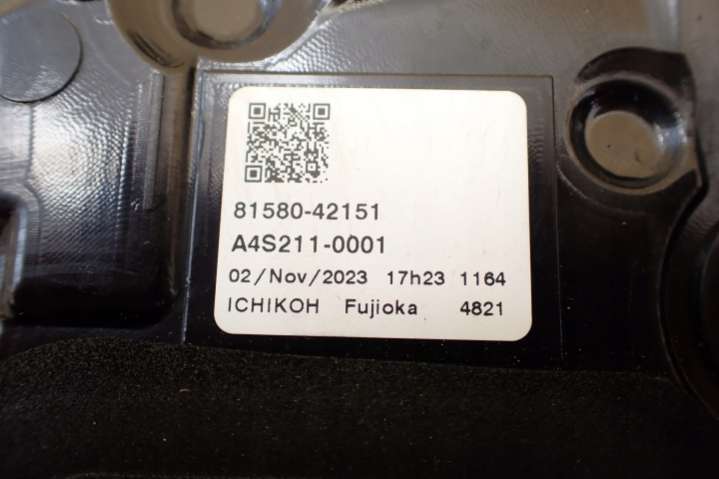 81580-42151
A4S211-0001
02/Nov/2023 17h23 1164
ICHIKOH Fujioka 4821